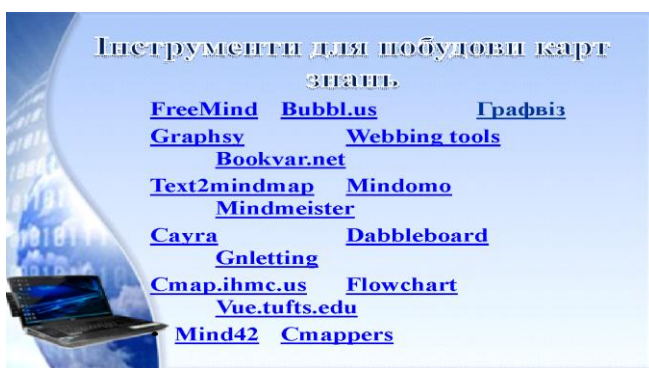 Інструменти для побудови карт
знань
FreeMind Bubbl.us Графвіз
Graphsy Webbing tools
Bookvar.net
Text2mindmap Mindomo
Mindmeister
Cayra Dabbleboard
Gnletting
Cmap.ihmc.us Flowchart
Vue.tufts.edu
Mind42 Cmappers